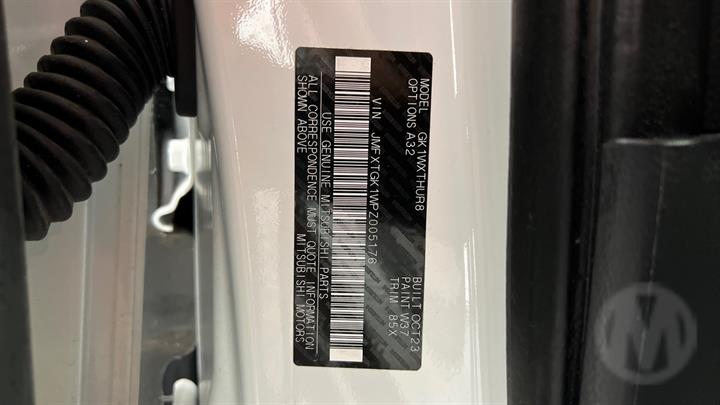 MODEL GK1WXTHUR8 BUILT OCT23
OPTIONS A32 PAINT W37
TRIM 85X
VIN JMFXTGK1WPZ005176
USE GENUINE MITSUBISHI PARTS
ALL CORRESPONDENCE MUST QUOTE INFORMATION
SHOWN ABOVE MITSUBISHI MOTORS
M